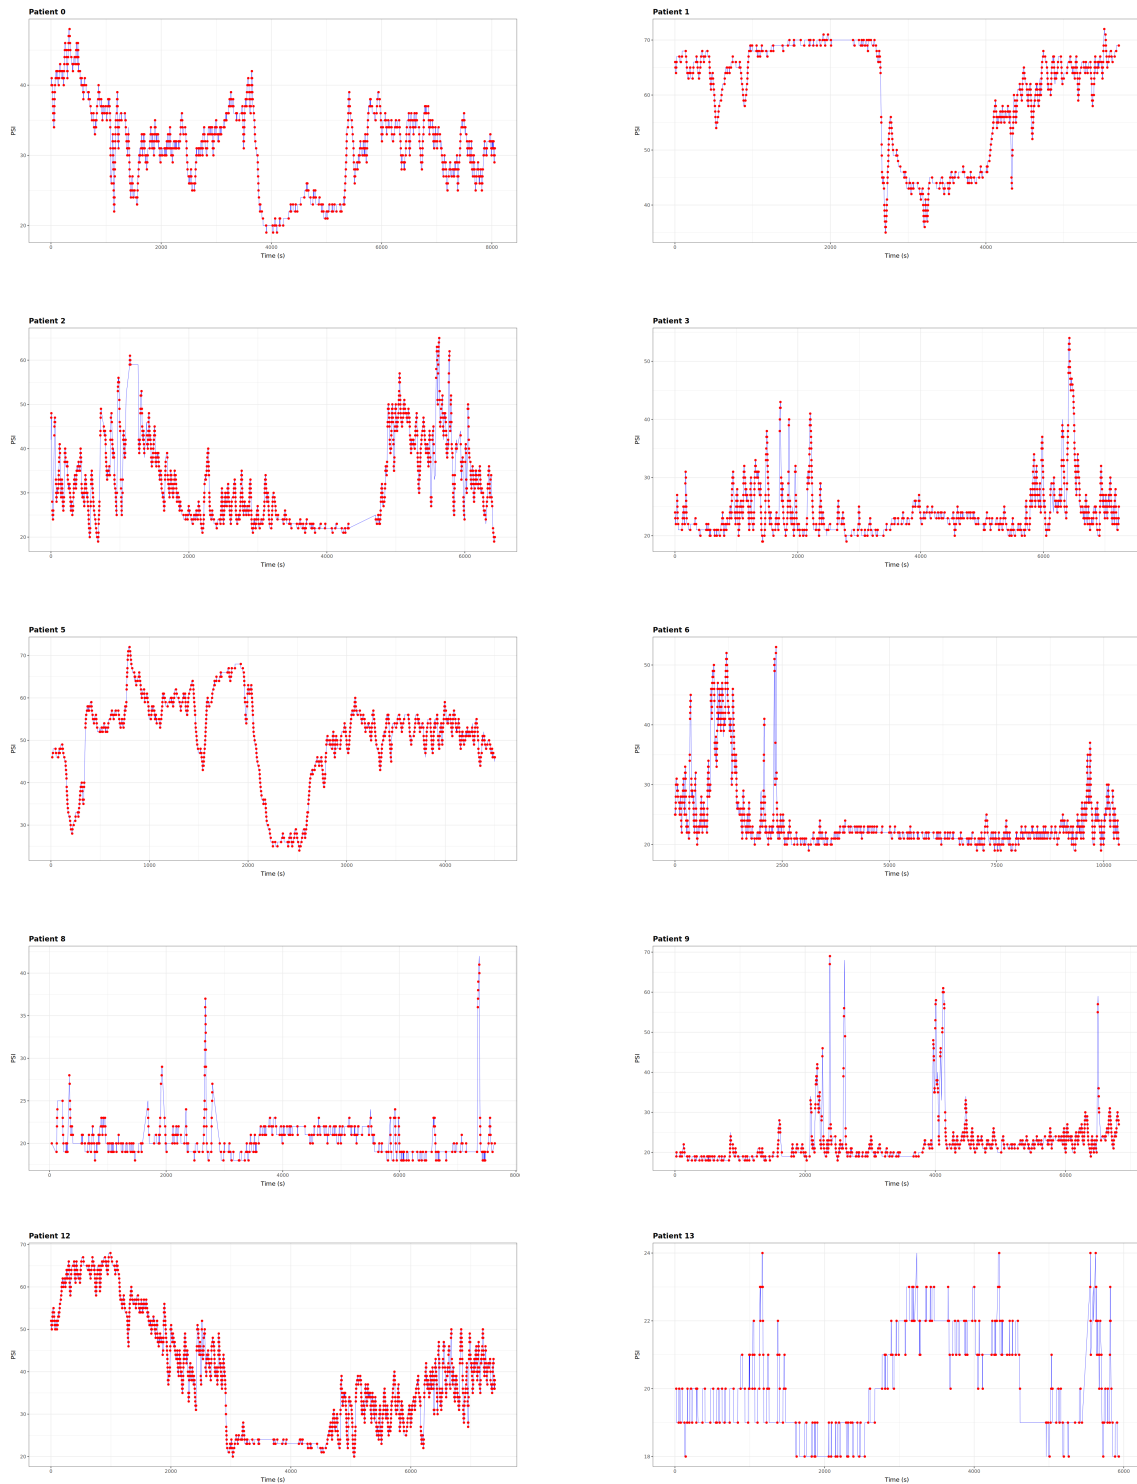 Patient 0
40
30
20
PSI
0
2000
4000
6000
8000
Time (s)
Patient 1
70
60
50
40
PSI
0
2000
4000
Time (s)
Patient 2
60
50
40
30
20
PSI
0
2000
4000
6000
Time (s)
Patient 3
50
40
30
20
PSI
0
2000
4000
6000
Time (s)
Patient 5
70
60
50
40
30
PSI
0
1000
2000
3000
4000
Time (s)
Patient 6
50
40
30
20
PSI
0
2500
5000
7500
10000
Time (s)
Patient 8
40
35
30
25
20
PSI
0
2000
4000
6000
8000
Time (s)
Patient 9
70
60
50
40
30
20
PSI
0
2000
4000
6000
Time (s)
Patient 12
70
60
50
40
30
20
PSI
0
2000
4000
6000
Time (s)
Patient 13
24
22
20
18
PSI
0
2000
4000
6000
Time (s)